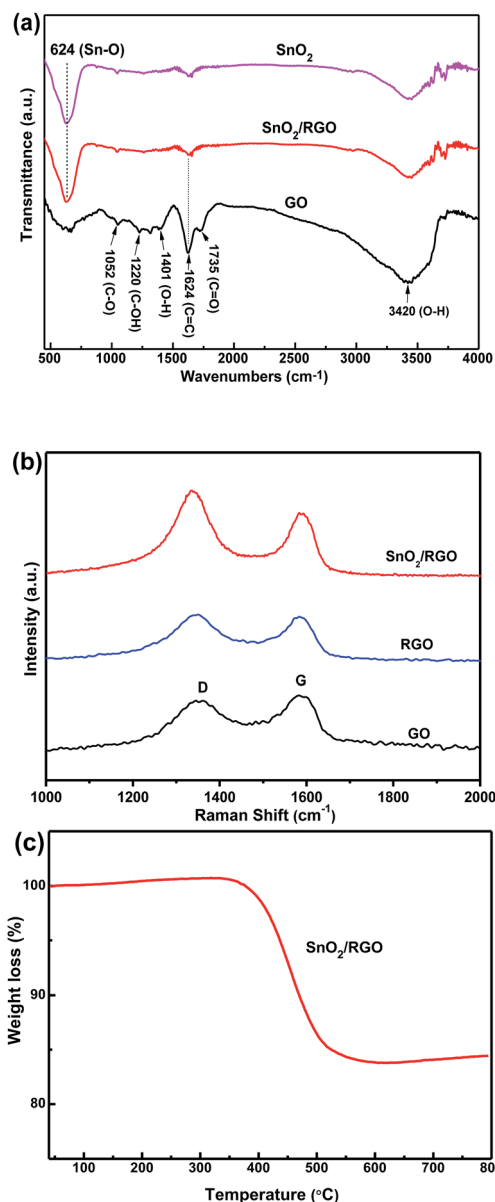 (a)
624 (Sn-O)
SnO2
SnO2/RGO
GO
1052 (C-O)
1220 (C-OH)
1401 (O-H)
1624 (C=C)
1735 (C=O)
3420 (O-H)
Transmittance (a.u.)
500 1000 1500 2000 2500 3000 3500 4000
Wavenumbers (cm-1)
(b)
SnO2/RGO
RGO
D
G
GO
Intensity (a.u.)
1000 1200 1400 1600 1800 2000
Raman Shift (cm-1)
(c)
100
90
80
SnO2/RGO
Weight loss (%)
100 200 300 400 500 600 700 80
Temperature (°C)